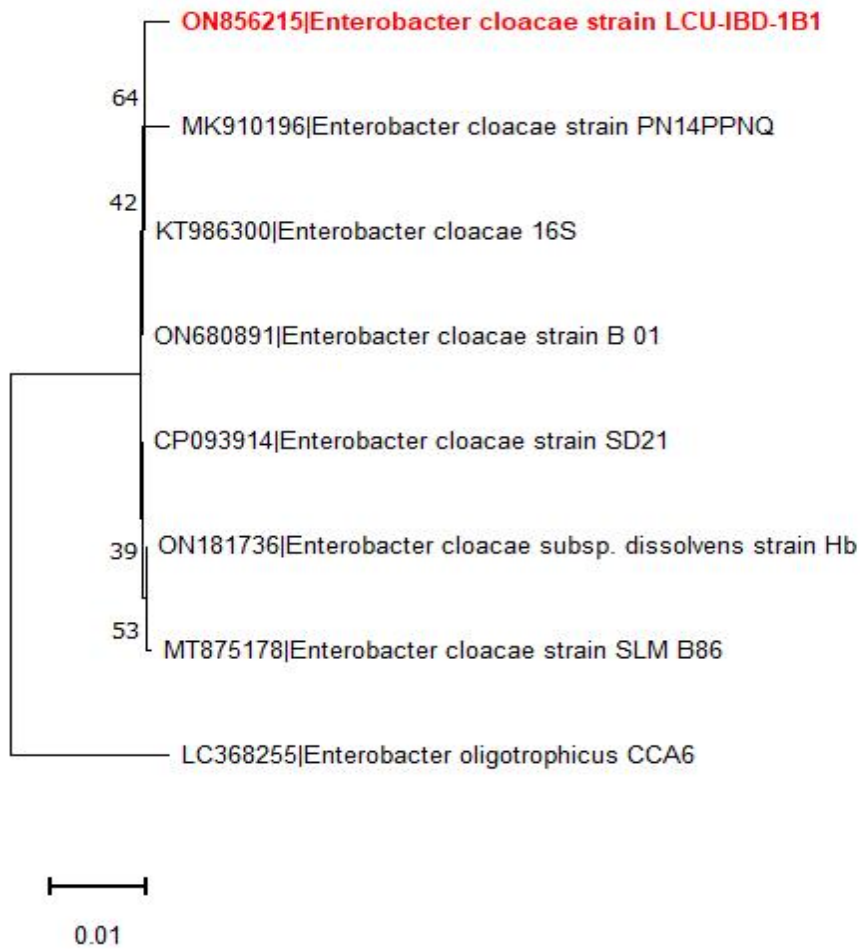 ON856215|Enterobacter cloacae strain LCU-IBD-1B1
64
MK910196|Enterobacter cloacae strain PN14PPNQ
42
KT986300|Enterobacter cloacae 16S
ON680891|Enterobacter cloacae strain B 01
CP093914|Enterobacter cloacae strain SD21
39
ON181736|Enterobacter cloacae subsp. dissolvens strain Hb
53
MT875178|Enterobacter cloacae strain SLM B86
LC368255|Enterobacter oligotrophicus CCA6
0.01